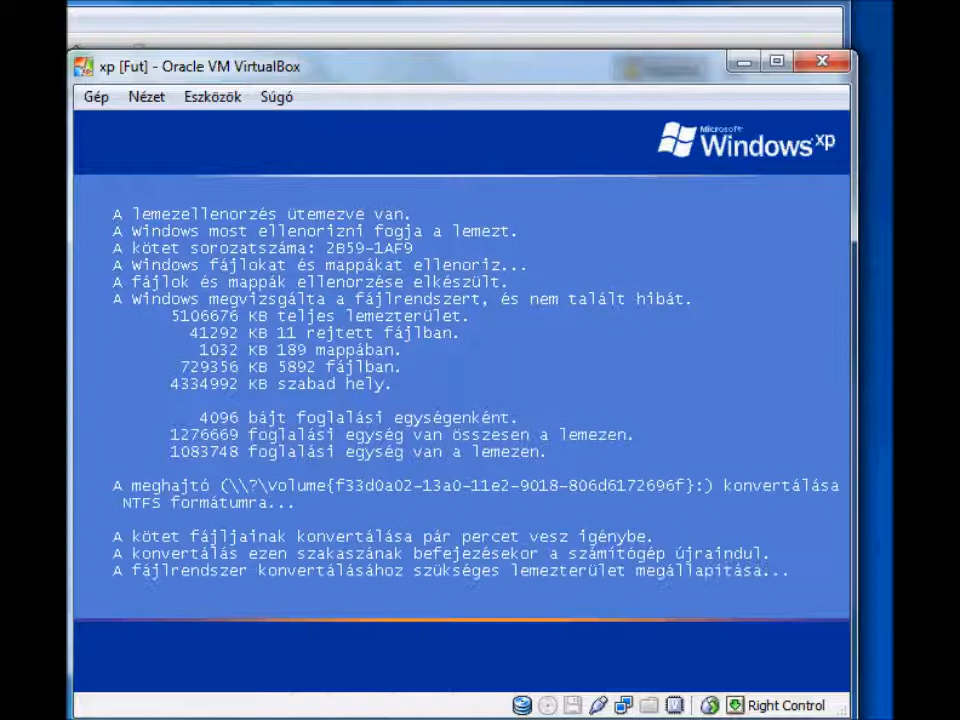 xp [Fut] - Oracle VM VirtualBox
Gép Nézet Eszközök Súgó
Microsoft
Windows xp
A lemezellenorzés ütemezve van.
A Windows most ellenorizni fogja a lemezt.
A kötet sorozatszáma: 2B59-1AF9
A Windows fájlokat és mappákat ellenoriz...
A fájlok és mappák ellenorzése elkészült.
A Windows megvizsgálta a fájlrendszert, és nem talált hibát.
5106676 KB teljes lemezterület.
41292 KB 11 rejtett fájlban.
1032 KB 189 mappában.
729356 KB 5892 fájlban.
4334992 KB szabad hely.
4096 bájt foglalási egységenként.
1276669 foglalási egység van összesen a lemezen.
1083748 foglalási egység van a lemezen.
A meghajtó (\\?\Volume{f33d0a02-13a0-11e2-9018-806d6172696f}:) konvertálása
NTFS formátumra...
A kötet fájljainak konvertálása pár percet vesz igénybe.
A konvertálás ezen szakaszának befejezésekor a számítógép újraindul.
A fájlrendszer konvertálásához szükséges lemezterület megállapítása...
Right Control